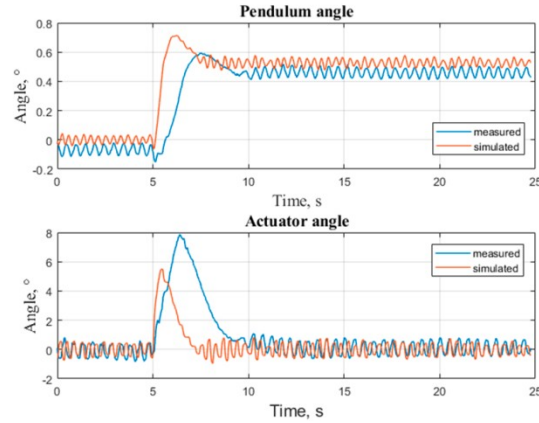 Pendulum angle
0.8
0.6
0.4
0.2
0
-0.2
Angle, °
measured
simulated
0 5 10 15 20 25
Time, s
Actuator angle
8
6
4
2
0
-2
Angle, °
measured
simulated
0 5 10 15 20 25
Time, s